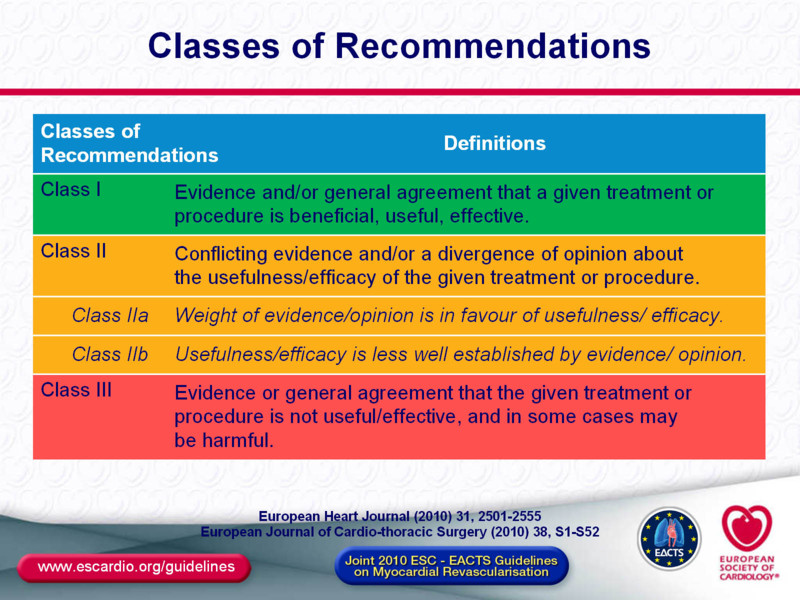 Classes of Recommendations
Classes of
Recommendations
Definitions
Class I
Evidence and/or general agreement that a given treatment or
procedure is beneficial, useful, effective.
Class II
Conflicting evidence and/or a divergence of opinion about
the usefulness/efficacy of the given treatment or procedure.
Class IIa
Weight of evidence/opinion is in favour of usefulness/ efficacy.
Class IIb
Usefulness/efficacy is less well established by evidence/ opinion.
Class III
Evidence or general agreement that the given treatment or
procedure is not useful/effective, and in some cases may
be harmful.
European Heart Journal (2010) 31, 2501-2555
European Journal of Cardio-thoracic Surgery (2010) 38, S1-S52
www.escardio.org/guidelines
Joint 2010 ESC - EACTS Guidelines
on Myocardial Revascularisation
EACTS
EUROPEAN
SOCIETY OF
CARDIOLOGY®